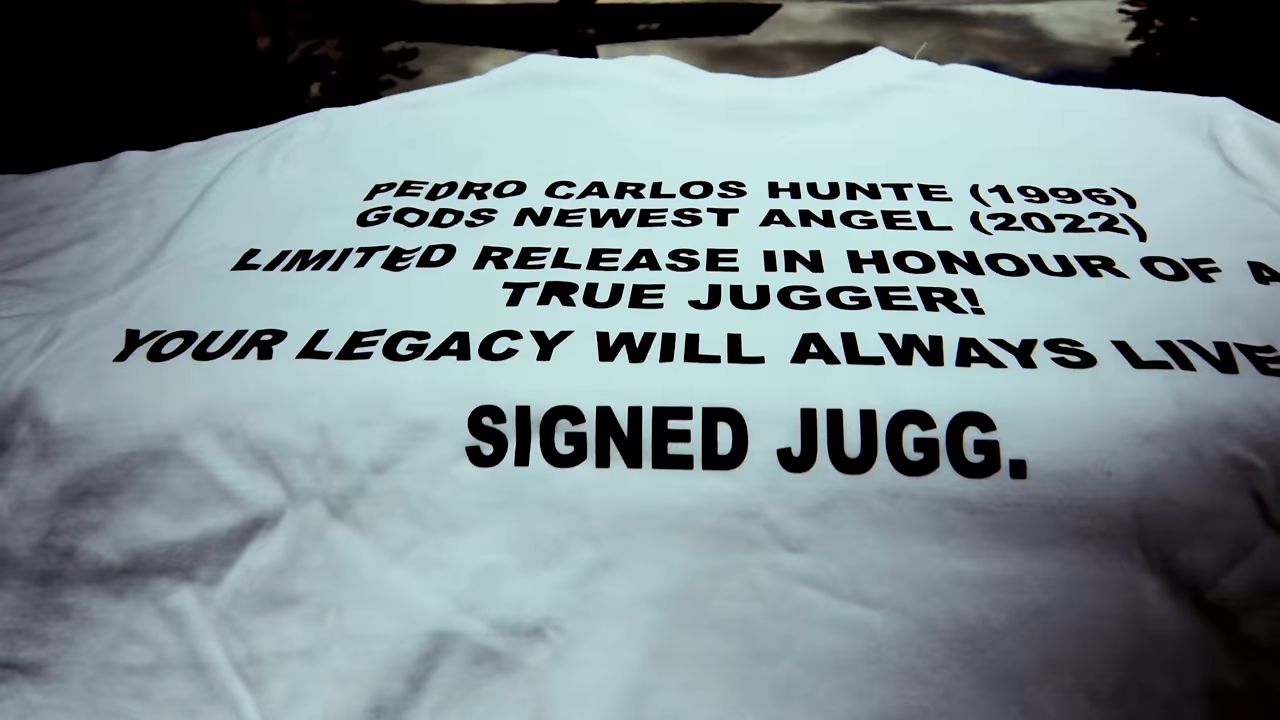 PEDRO CARLOS HUNTE (1996)
GODS NEWEST ANGEL (2022)
LIMITED RELEASE IN HONOUR OF A
TRUE JUGGER!
YOUR LEGACY WILL ALWAYS LIVE
SIGNED JUGG.